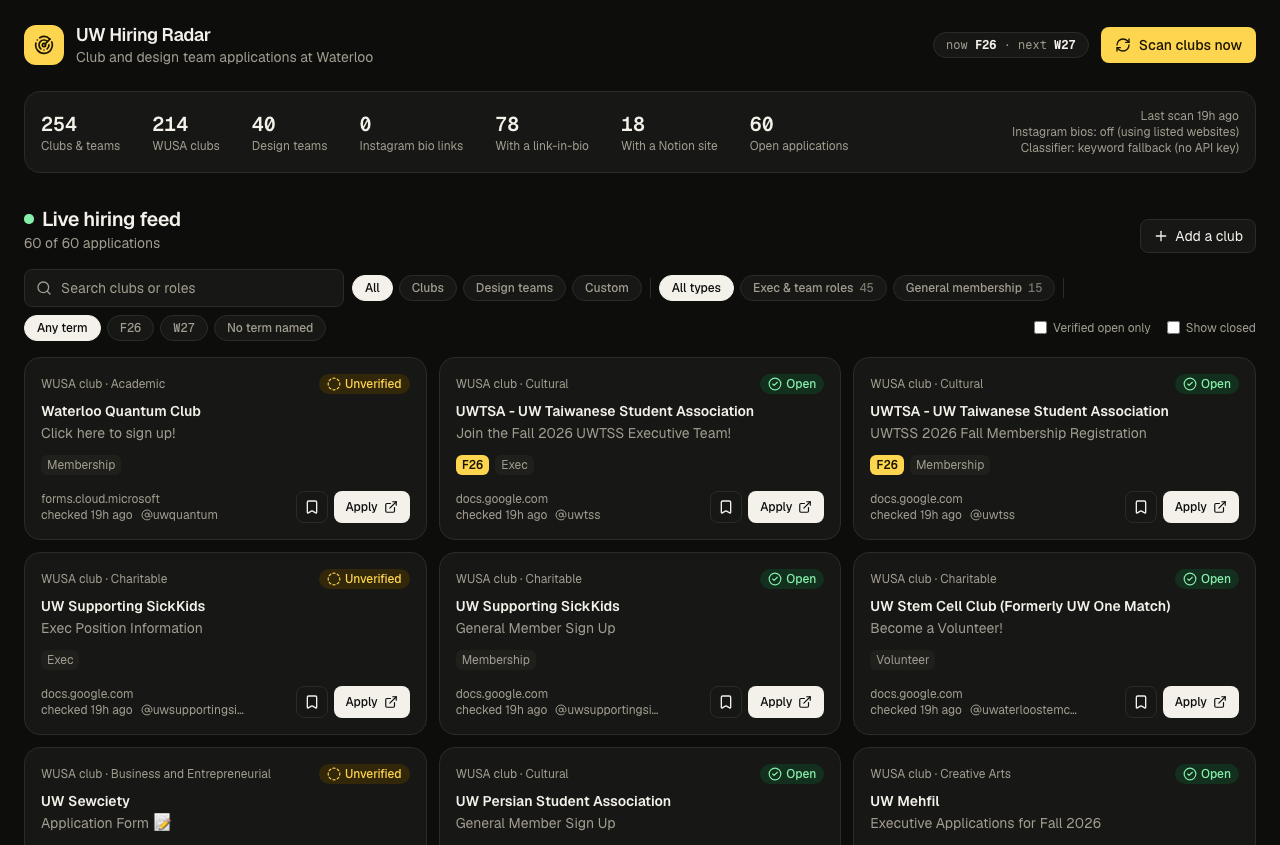 UW Hiring Radar
Club and design team applications at Waterloo
now F26 · next W27
Scan clubs now
254
Clubs & teams
214
WUSA clubs
40
Design teams
0
Instagram bio links
78
With a link-in-bio
18
With a Notion site
60
Open applications
Last scan 19h ago
Instagram bios: off (using listed websites)
Classifier: keyword fallback (no API key)
Live hiring feed
60 of 60 applications
Add a club
Search clubs or roles
All
Clubs
Design teams
Custom
All types
Exec & team roles 45
General membership 15
Any term
F26
W27
No term named
Verified open only
Show closed
WUSA club · Academic
Unverified
Waterloo Quantum Club
Click here to sign up!
Membership
forms.cloud.microsoft
checked 19h ago @uwquantum
Apply
WUSA club · Cultural
Open
UWTSA - UW Taiwanese Student Association
Join the Fall 2026 UWTSS Executive Team!
F26 Exec
docs.google.com
checked 19h ago @uwtss
Apply
WUSA club · Cultural
Open
UWTSA - UW Taiwanese Student Association
UWTSS 2026 Fall Membership Registration
F26 Membership
docs.google.com
checked 19h ago @uwtss
Apply
WUSA club · Charitable
Unverified
UW Supporting SickKids
Exec Position Information
Exec
docs.google.com
checked 19h ago @uwsupportingsi…
Apply
WUSA club · Charitable
Open
UW Supporting SickKids
General Member Sign Up
Membership
docs.google.com
checked 19h ago @uwsupportingsi…
Apply
WUSA club · Charitable
Open
UW Stem Cell Club (Formerly UW One Match)
Become a Volunteer!
Volunteer
docs.google.com
checked 19h ago @uwaterloostemc…
Apply
WUSA club · Business and Entrepreneurial
Unverified
UW Sewciety
Application Form 📝
WUSA club · Cultural
Open
UW Persian Student Association
General Member Sign Up
WUSA club · Creative Arts
Open
UW Mehfil
Executive Applications for Fall 2026